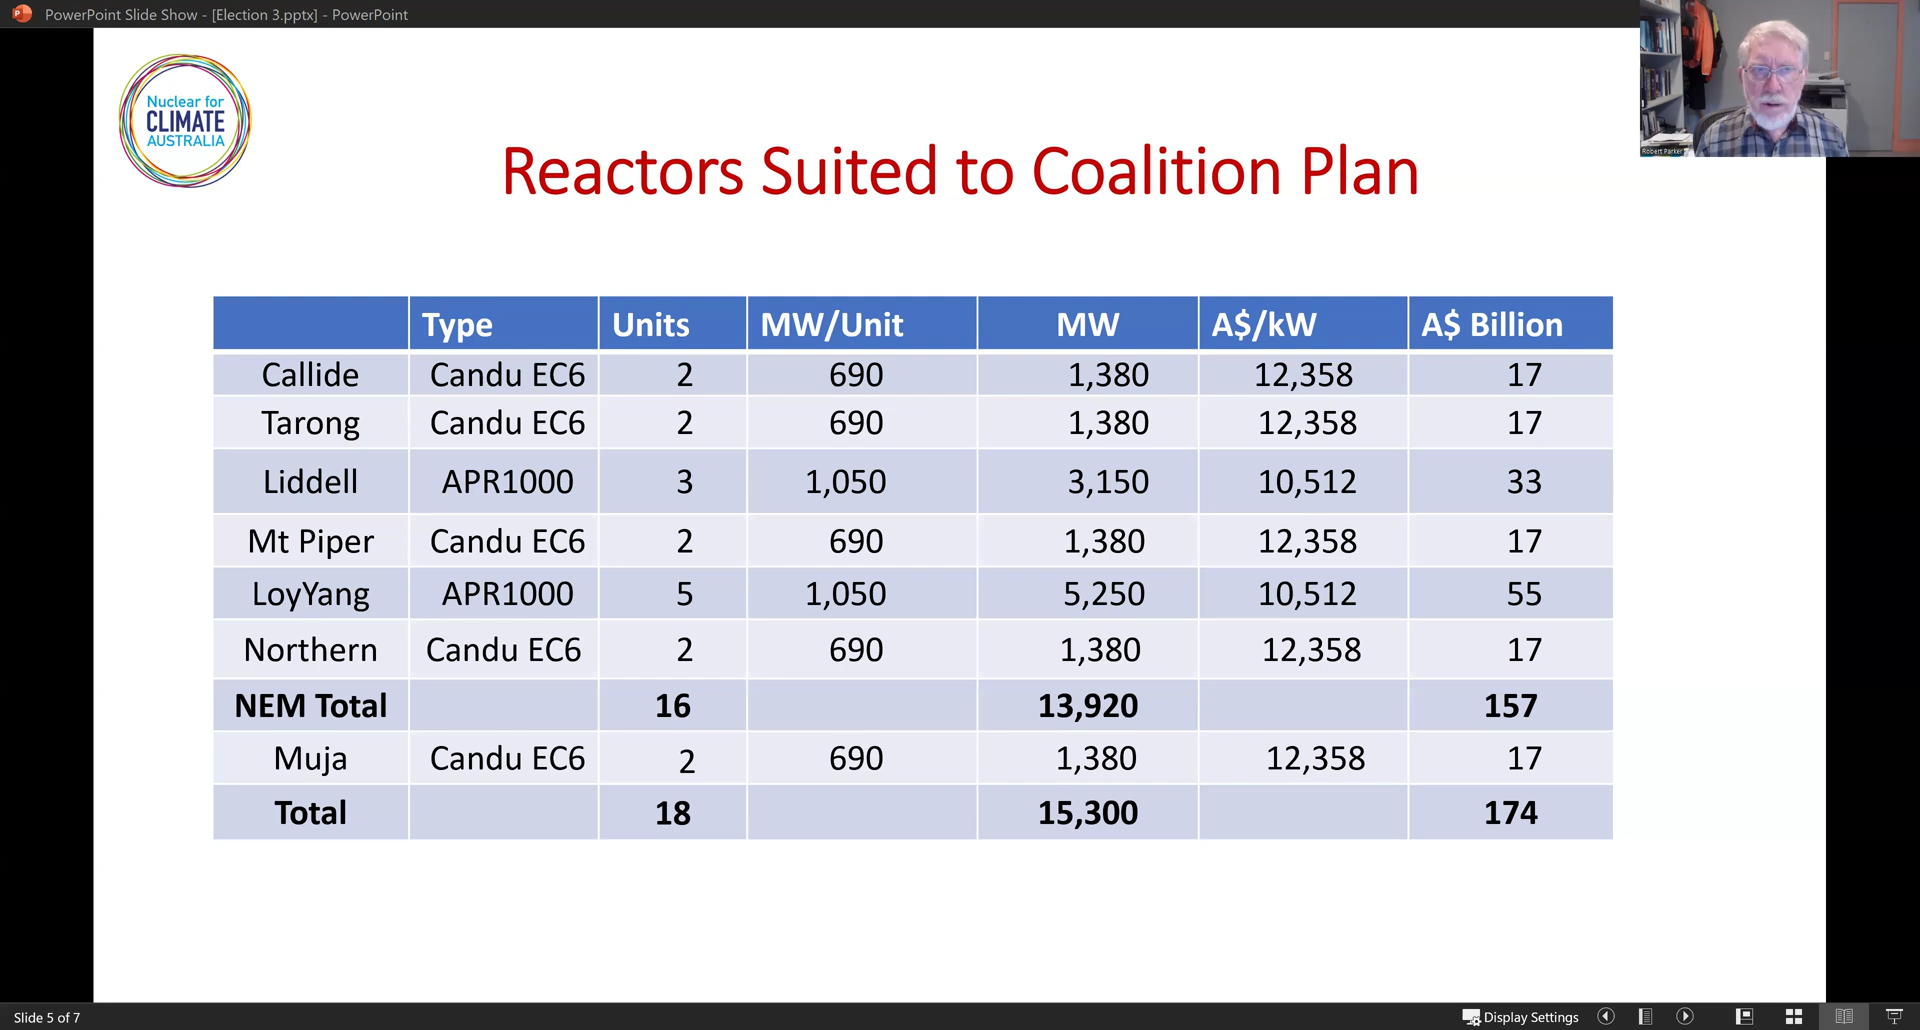 PowerPoint Slide Show - [Election 3.pptx] - PowerPoint
Nuclear for
CLIMATE
AUSTRALIA
Robert Parker
Reactors Suited to Coalition Plan
Type Units MW/Unit MW A$/kW A$ Billion
Callide Candu EC6 2 690 1,380 12,358 17
Tarong Candu EC6 2 690 1,380 12,358 17
Liddell APR1000 3 1,050 3,150 10,512 33
Mt Piper Candu EC6 2 690 1,380 12,358 17
LoyYang APR1000 5 1,050 5,250 10,512 55
Northern Candu EC6 2 690 1,380 12,358 17
NEM Total 16 13,920 157
Muja Candu EC6 2 690 1,380 12,358 17
Total 18 15,300 174
Slide 5 of 7
Display Settings